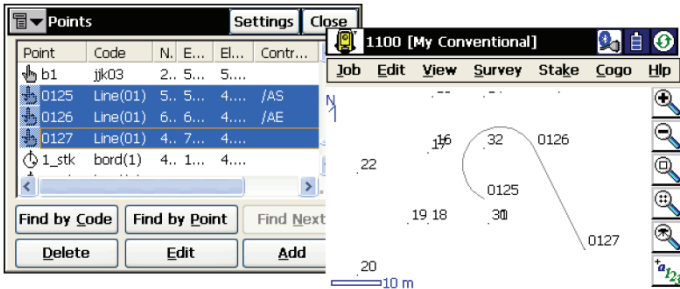 Points Settings Close
Point Code N. E... El... Contr...
b1 jjk03 2.. 5... 5....
0125 Line(01) 5.. 5... 4.... /AS
0126 Line(01) 6.. 6... 4.... /AE
0127 Line(01) 4.. 7... 4....
1_stk bord(1) 4.. 1... 4....
Find by Code Find by Point Find Next
Delete Edit Add
1100 [My Conventional]
Job Edit View Survey Stake Cogo Hlp
N
16 32 0126
22
0125
19 18
0127
20
10 m